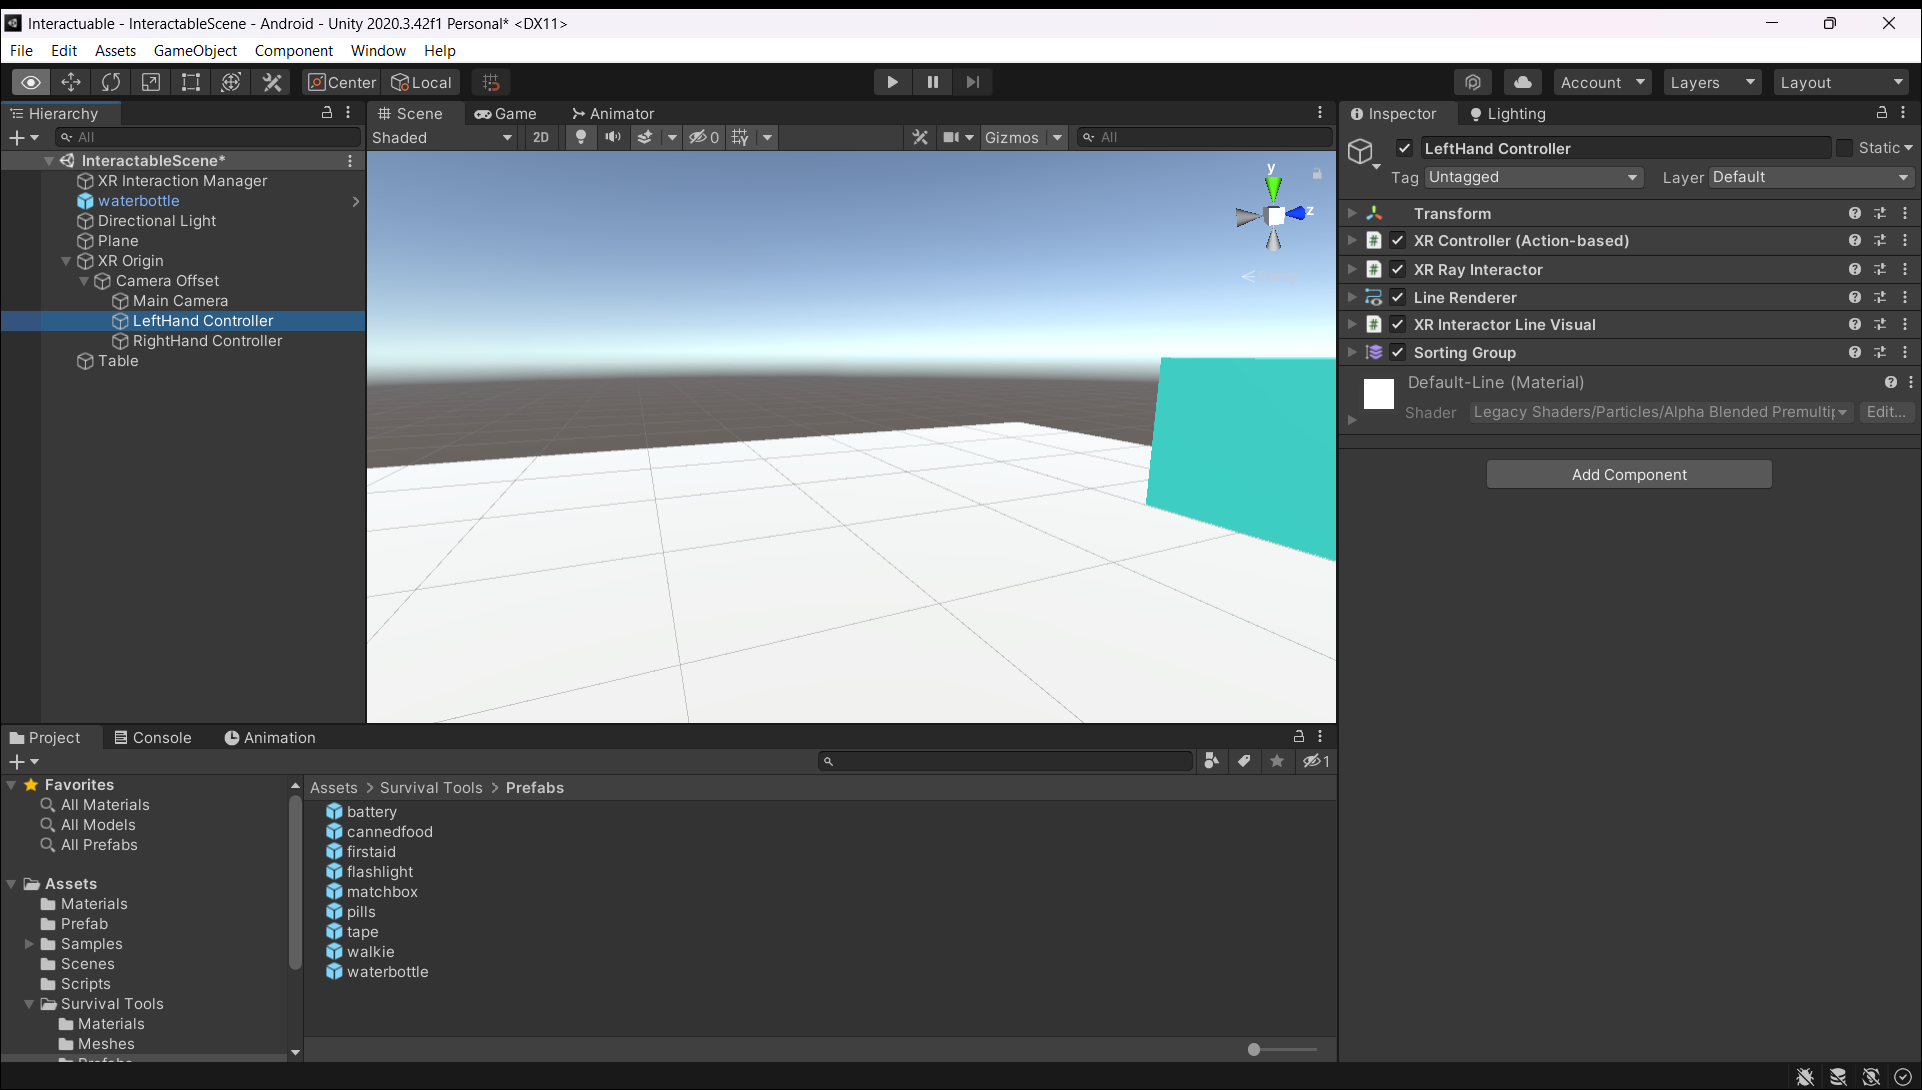 Interactuable - InteractableScene - Android - Unity 2020.3.42f1 Personal* <DX11>
File Edit Assets GameObject Component Window Help
Center Local Account Layers Layout
Hierarchy
All
InteractableScene*
XR Interaction Manager
waterbottle
Directional Light
Plane
XR Origin
Camera Offset
Main Camera
LeftHand Controller
RightHand Controller
Table
Scene Game Animator
Shaded 2D 0 Gizmos All
y
z
Inspector Lighting
LeftHand Controller Static
Tag Untagged Layer Default
Transform
XR Controller (Action-based)
XR Ray Interactor
Line Renderer
XR Interactor Line Visual
Sorting Group
Default-Line (Material)
Shader Legacy Shaders/Particles/Alpha Blended Premultip Edit...
Add Component
Project Console Animation
1
Favorites
All Materials
All Models
All Prefabs
Assets
Materials
Prefab
Samples
Scenes
Scripts
Survival Tools
Materials
Meshes
Prefabs
Assets > Survival Tools > Prefabs
battery
cannedfood
firstaid
flashlight
matchbox
pills
tape
walkie
waterbottle